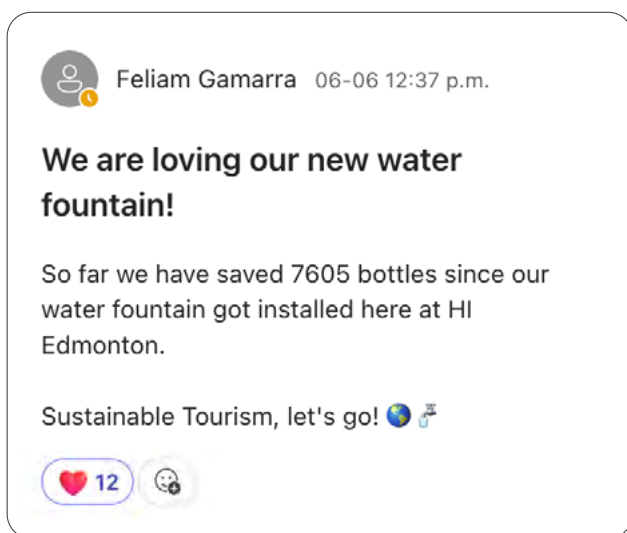 Feliam Gamarra 06-06 12:37 p.m.
We are loving our new water
fountain!
So far we have saved 7605 bottles since our
water fountain got installed here at HI
Edmonton.
Sustainable Tourism, let's go! 🌎 🚰
12